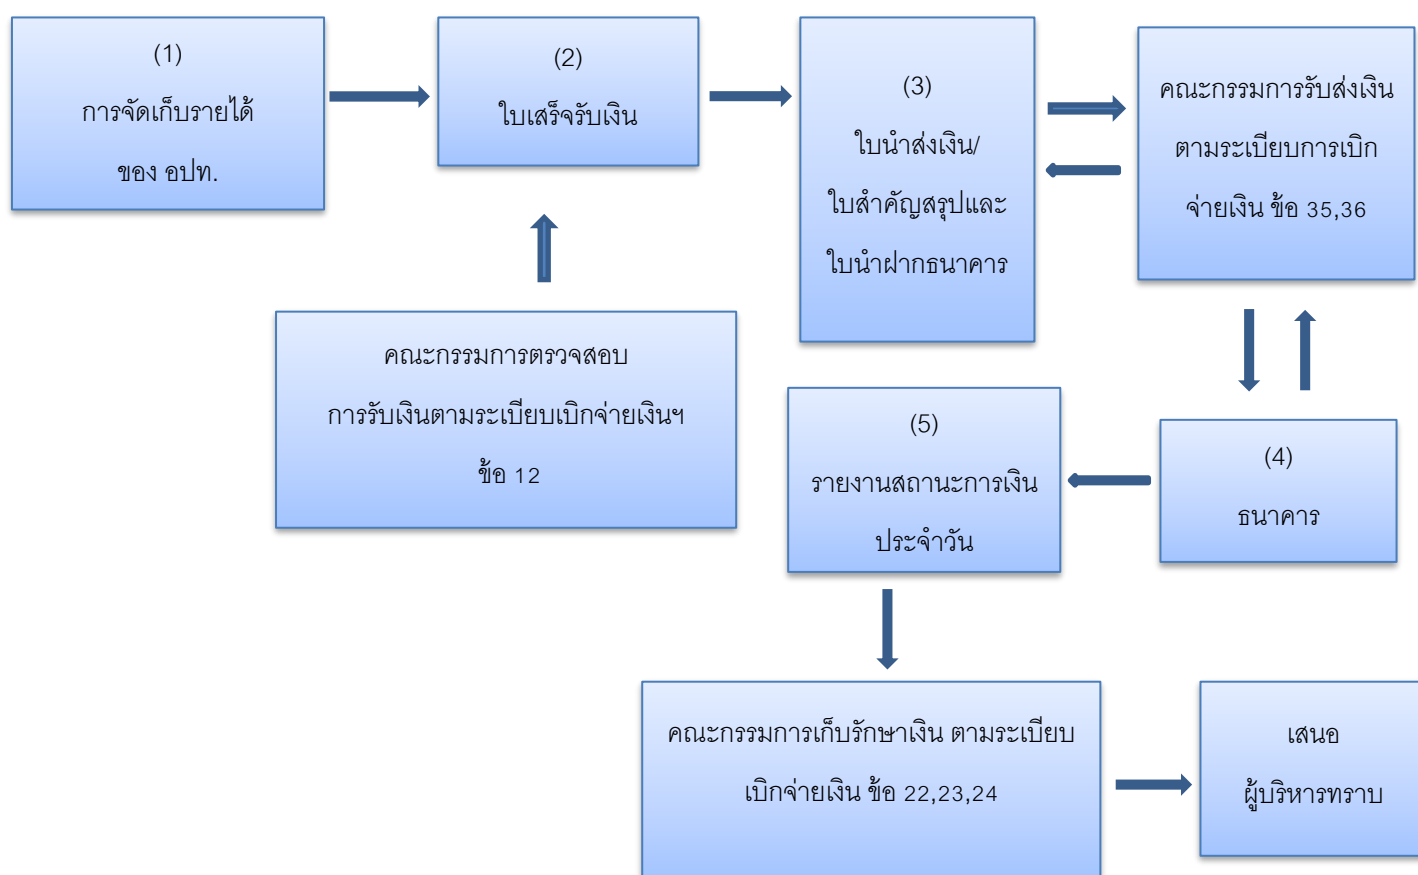 (1)
การจัดเก็บรายได้
ของ อปท.
(2)
ใบเสร็จรับเงิน
(3)
ใบนำส่งเงิน/
ใบสำคัญสรุปและ
ใบนำฝากธนาคาร
คณะกรรมการรับส่งเงิน
ตามระเบียบการเบิก
จ่ายเงิน ข้อ 35,36
คณะกรรมการตรวจสอบ
การรับเงินตามระเบียบเบิกจ่ายเงินฯ
ข้อ 12
(4)
ธนาคาร
(5)
รายงานสถานะการเงิน
ประจำวัน
คณะกรรมการเก็บรักษาเงิน ตามระเบียบ
เบิกจ่ายเงิน ข้อ 22,23,24
เสนอ
ผู้บริหารทราบ